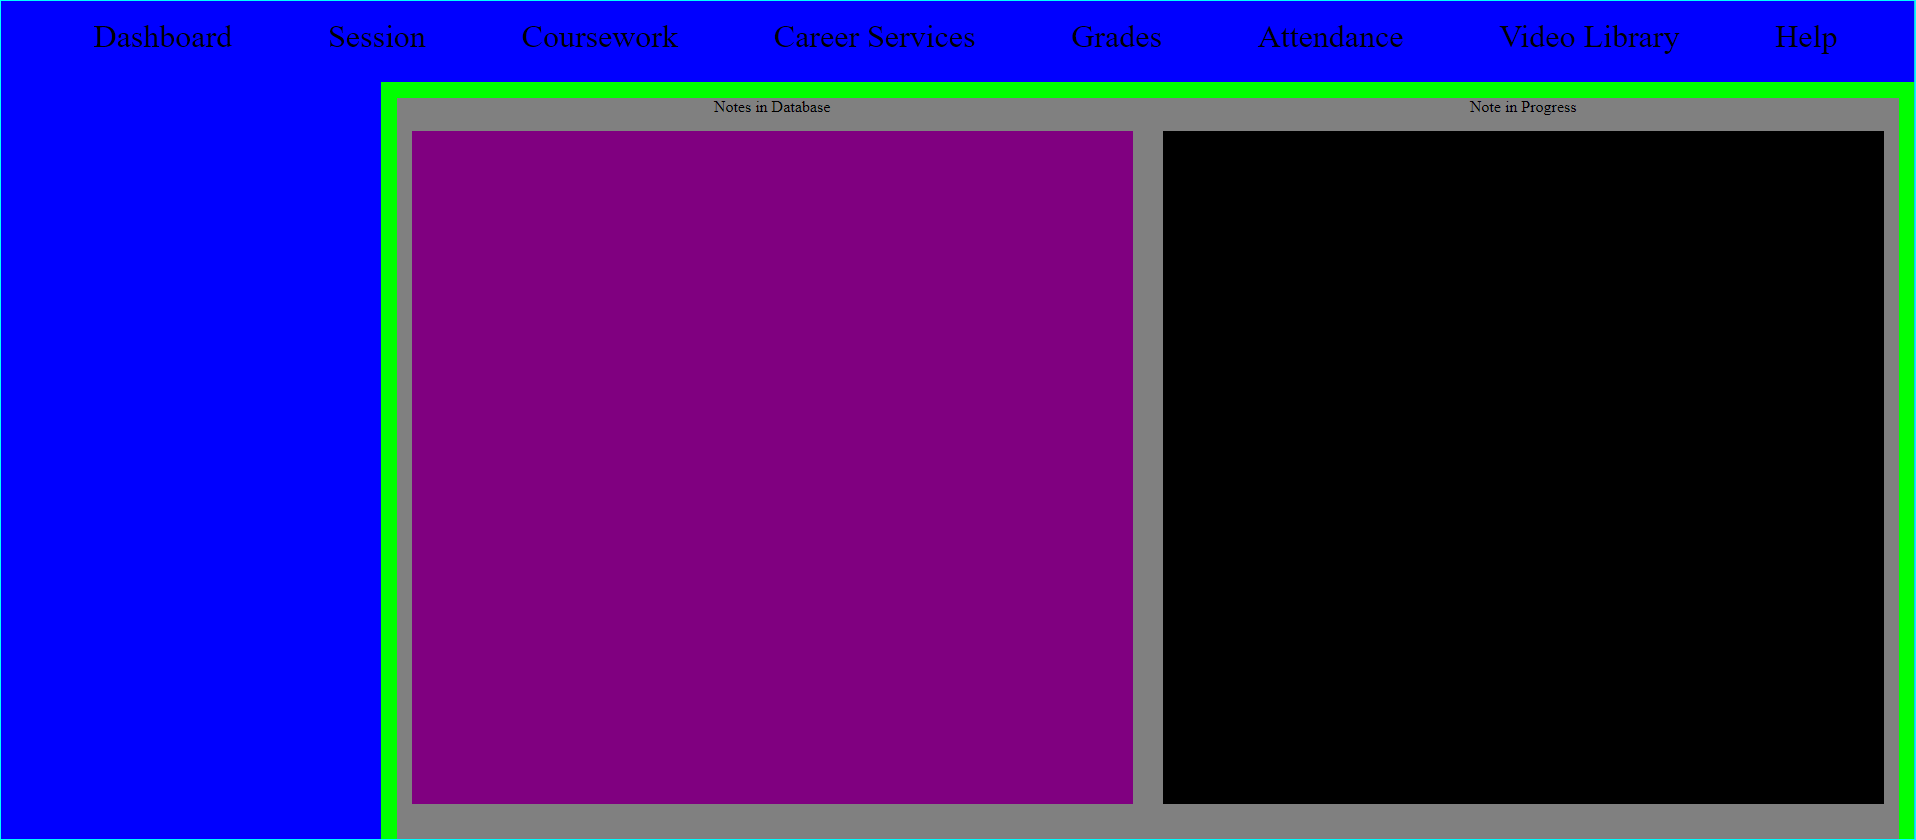 Dashboard Session Coursework Career Services Grades Attendance Video Library Help
Notes in Database
Note in Progress